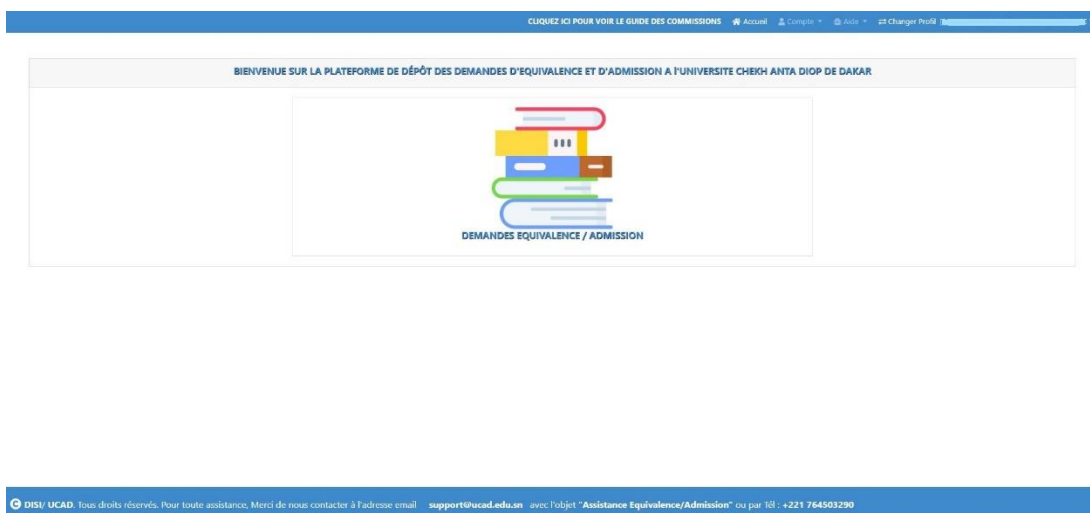 CLIQUEZ ICI POUR VOIR LE GUIDE DES COMMISSIONS Accueil Compte Aide Changer Profil
BIENVENUE SUR LA PLATEFORME DE DÉPÔT DES DEMANDES D'EQUIVALENCE ET D'ADMISSION A l'UNIVERSITE CHEKH ANTA DIOP DE DAKAR
DEMANDES EQUIVALENCE / ADMISSION
DISI/ UCAD. Tous droits réservés. Pour toute assistance, Merci de nous contacter à l'adresse email support@ucad.edu.sn avec l'objet "Assistance Equivalence/Admission" ou par Tél : +221 764503290